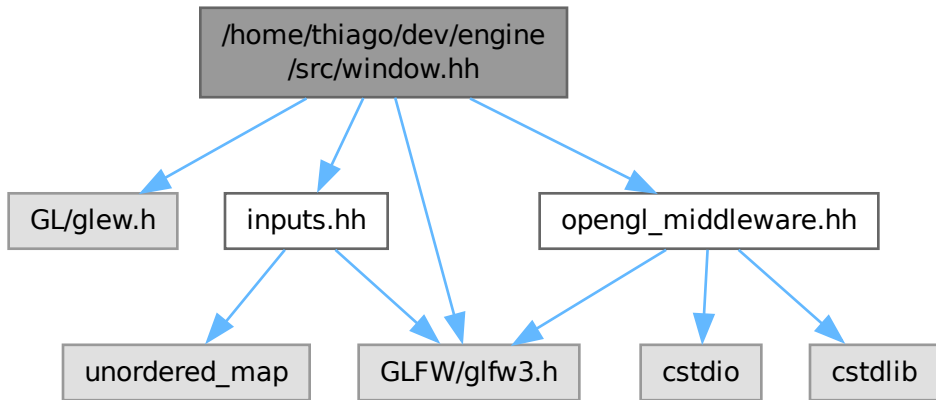 /home/thiago/dev/engine
/src/window.hh
GL/glew.h
inputs.hh
opengl_middleware.hh
unordered_map
GLFW/glfw3.h
cstdio
cstdlib